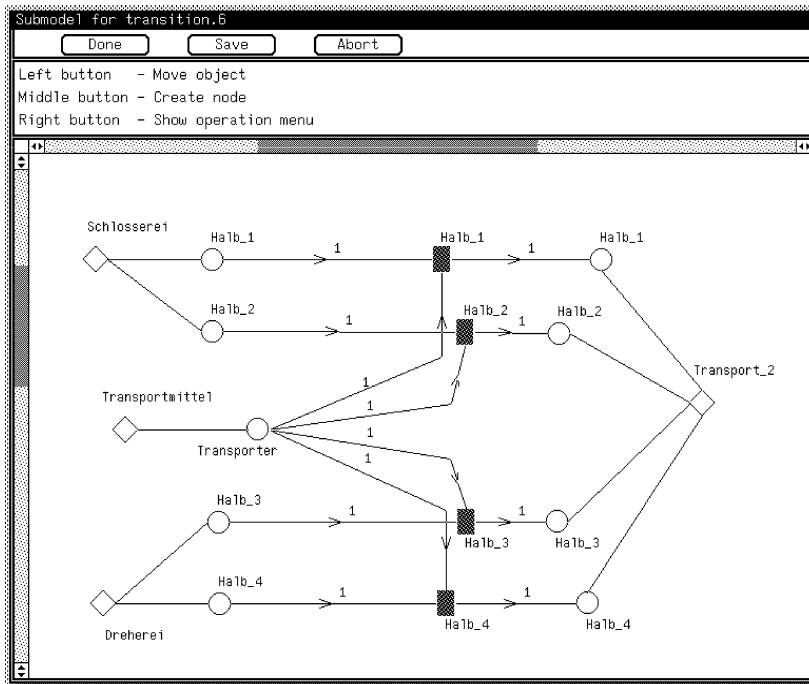 Submodel for transition.6
Done Save Abort
Left button - Move object
Middle button - Create node
Right button - Show operation menu
Schlosserei
Halb_1 Halb_1 Halb_1
1 1
Halb_2 Halb_2 Halb_2
1 1
Transport_2
Transportmittel
1
1
1
Transporter
1
Halb_3
1 1
Halb_3 Halb_3
Halb_4
1 1
Dreherei
Halb_4 Halb_4